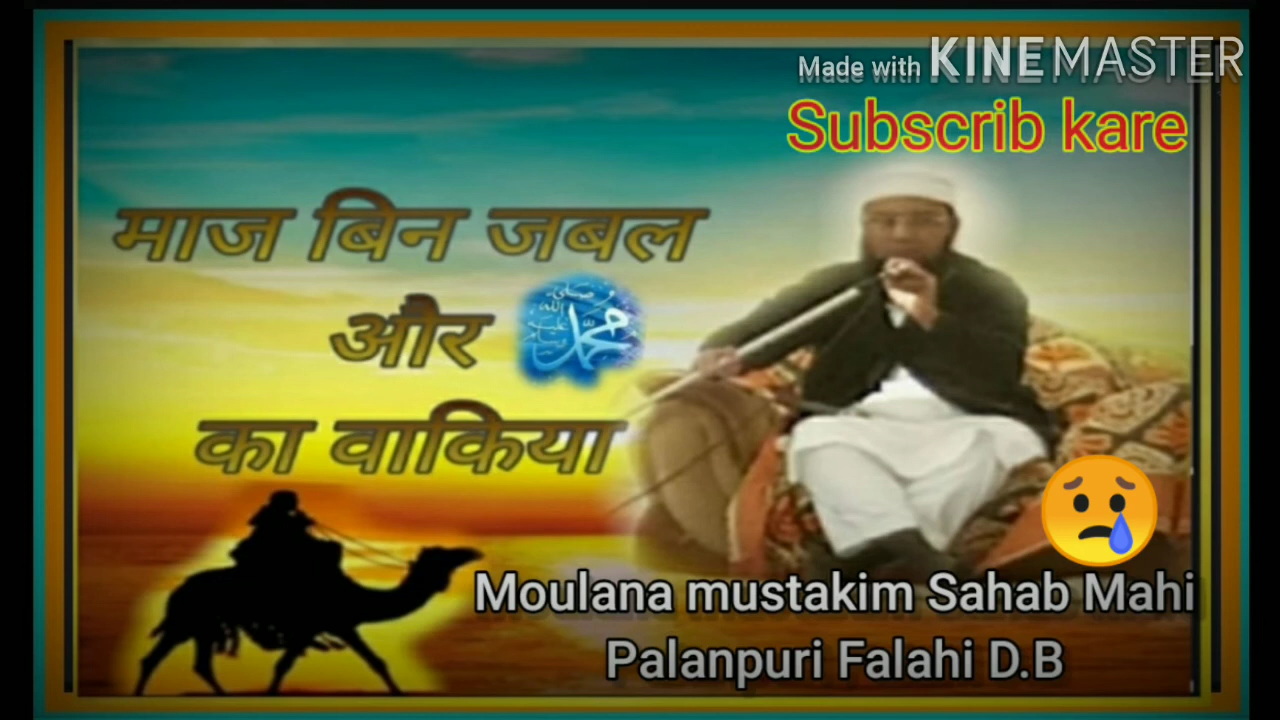 Made with KINEMASTER
Subscrib kare
माज बिन जबल
और محمد
का वाकिया
Moulana mustakim Sahab Mahi
Palanpuri Falahi D.B